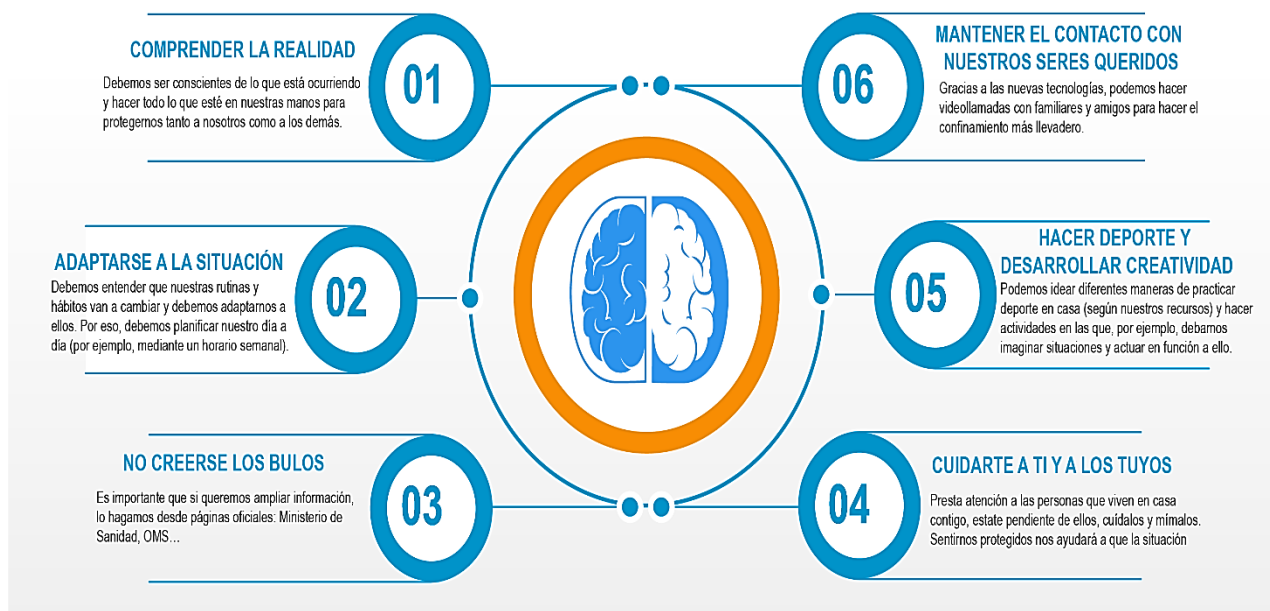 COMPRENDER LA REALIDAD
Debemos ser conscientes de lo que está ocurriendo
y hacer todo lo que esté en nuestras manos para
protegernos tanto a nosotros como a los demás.
01
ADAPTARSE A LA SITUACIÓN
Debemos entender que nuestras rutinas y
hábitos van a cambiar y debemos adaptarnos a
ellos. Por eso, debemos planificar nuestro día a
día (por ejemplo, mediante un horario semanal).
02
NO CREERSE LOS BULOS
Es importante que si queremos ampliar información,
lo hagamos desde páginas oficiales: Ministerio de
Sanidad, OMS…
03
04
CUIDARTE A TI Y A LOS TUYOS
Presta atención a las personas que viven en casa
contigo, estate pendiente de ellos, cuídalos y mímalos.
Sentirnos protegidos nos ayudará a que la situación
05
HACER DEPORTE Y
DESARROLLAR CREATIVIDAD
Podemos idear diferentes maneras de practicar
deporte en casa (según nuestros recursos) y hacer
actividades en las que, por ejemplo, debamos
imaginar situaciones y actuar en función a ello.
06
MANTENER EL CONTACTO CON
NUESTROS SERES QUERIDOS
Gracias a las nuevas tecnologías, podemos hacer
videollamadas con familiares y amigos para hacer el
confinamiento más llevadero.